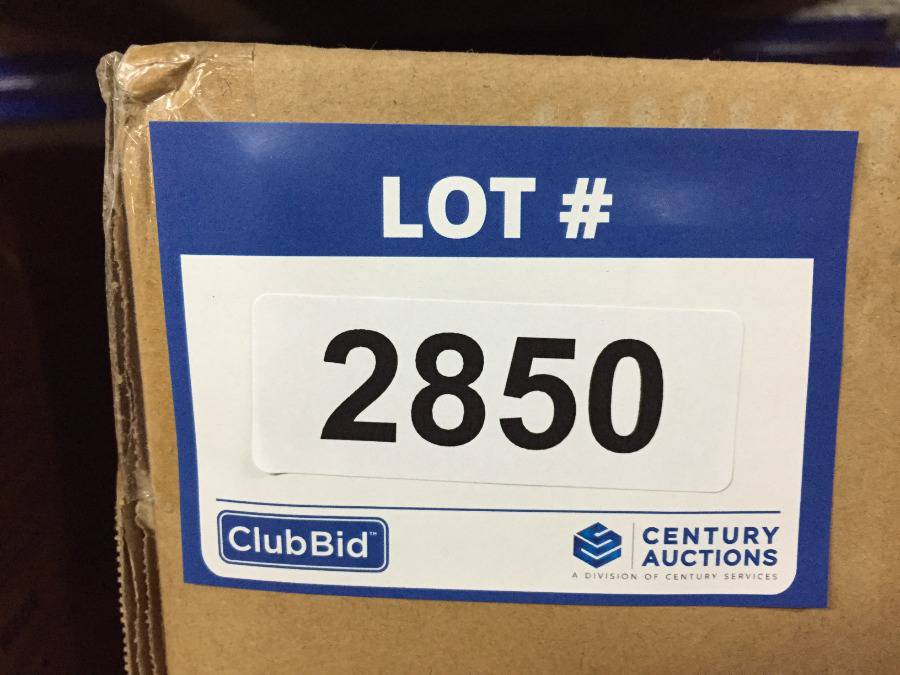 LOT #
2850
ClubBid™
CENTURY
AUCTIONS
A DIVISION OF CENTURY SERVICES